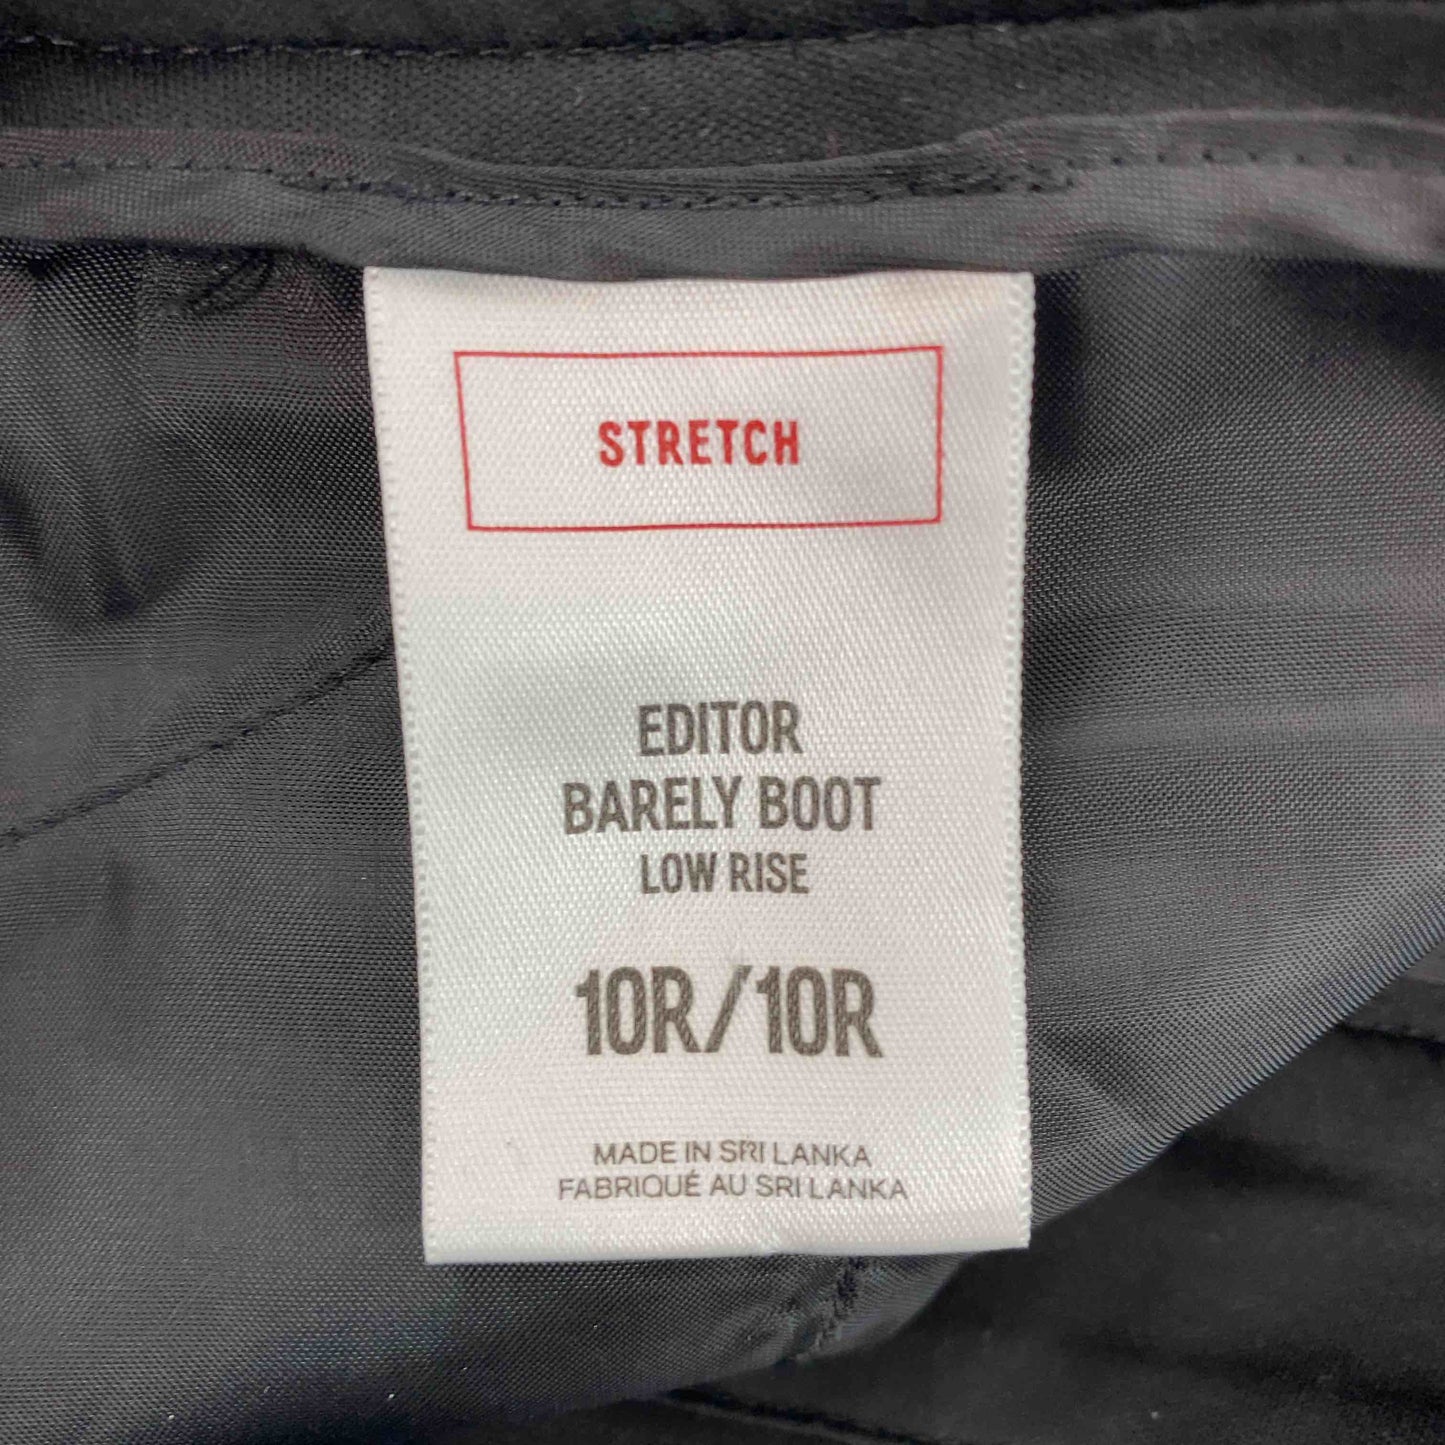 STRETCH
EDITOR
BARELY BOOT
LOW RISE
10R/10R
MADE IN SRI LANKA
FABRIQUÉ AU SRI LANKA